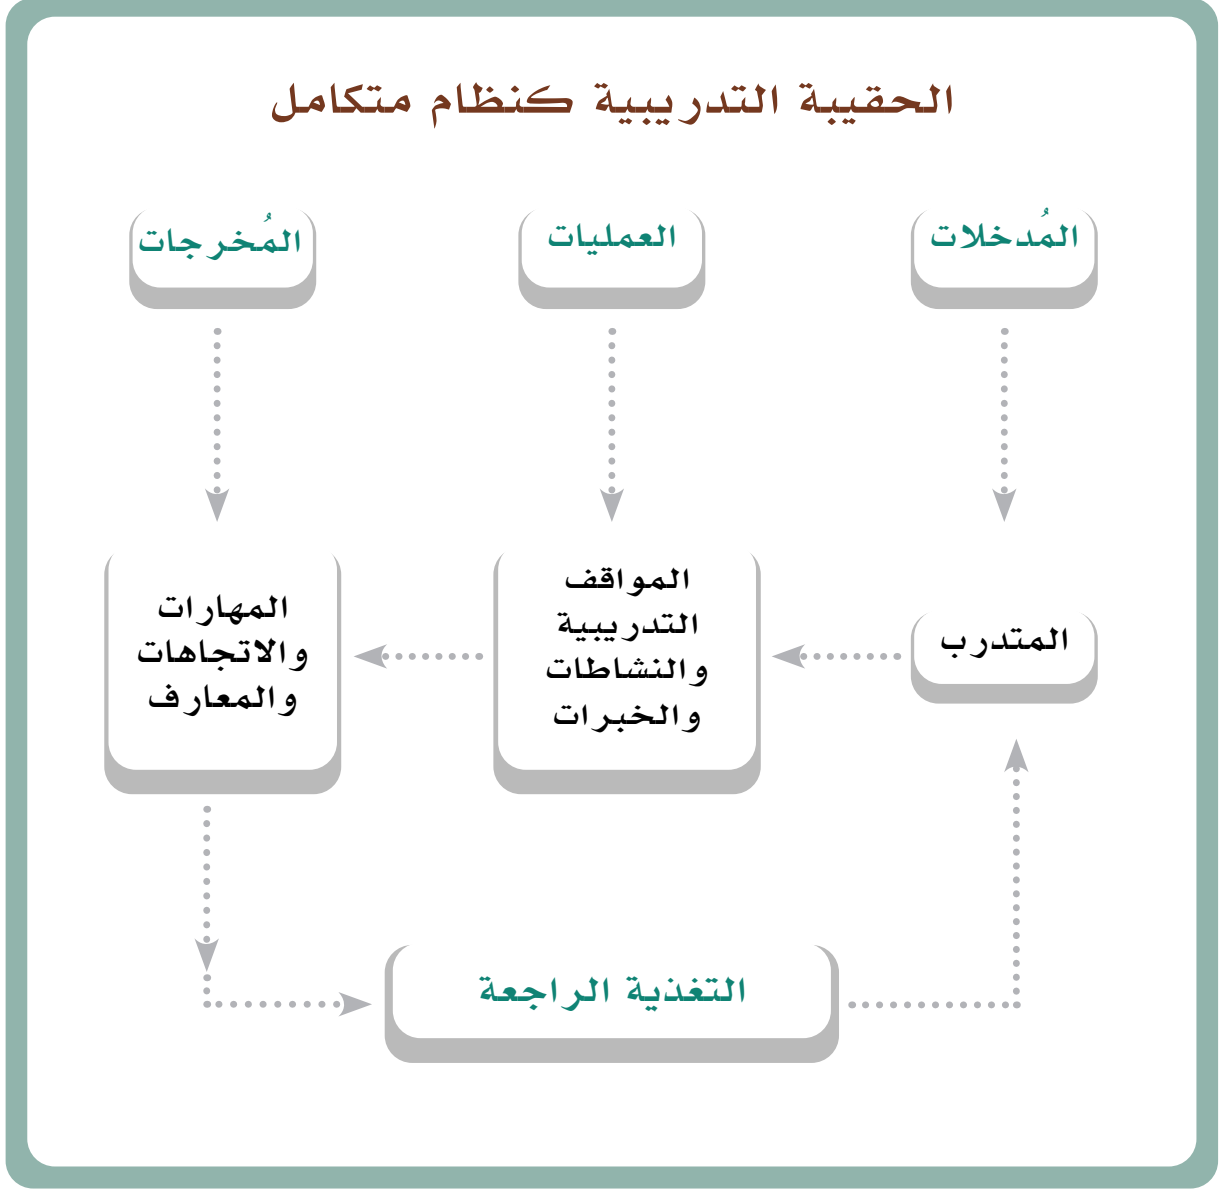 الحقيبة التدريبية كنظام متكامل
المُدخلات
العمليات
المُخرجات
المتدرب
المواقف
التدريبية
والنشاطات
والخبرات
المهارات
والاتجاهات
والمعارف
التغذية الراجعة